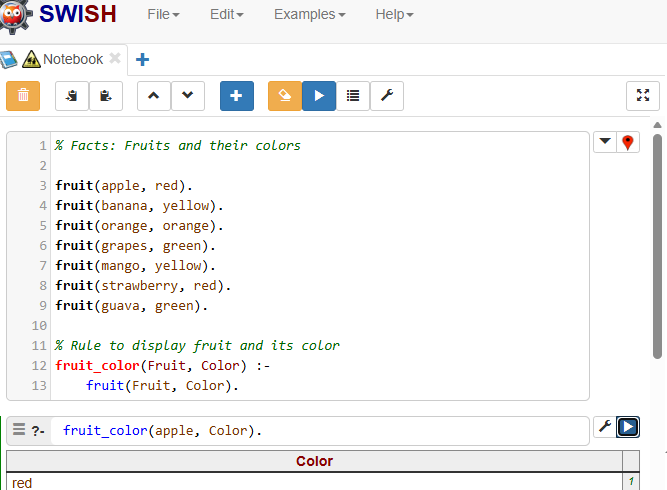 SWISH File Edit Examples Help
Notebook
1 % Facts: Fruits and their colors
2
3 fruit(apple, red).
4 fruit(banana, yellow).
5 fruit(orange, orange).
6 fruit(grapes, green).
7 fruit(mango, yellow).
8 fruit(strawberry, red).
9 fruit(guava, green).
10
11 % Rule to display fruit and its color
12 fruit_color(Fruit, Color) :-
13     fruit(Fruit, Color).
?- fruit_color(apple, Color).
Color
red 1